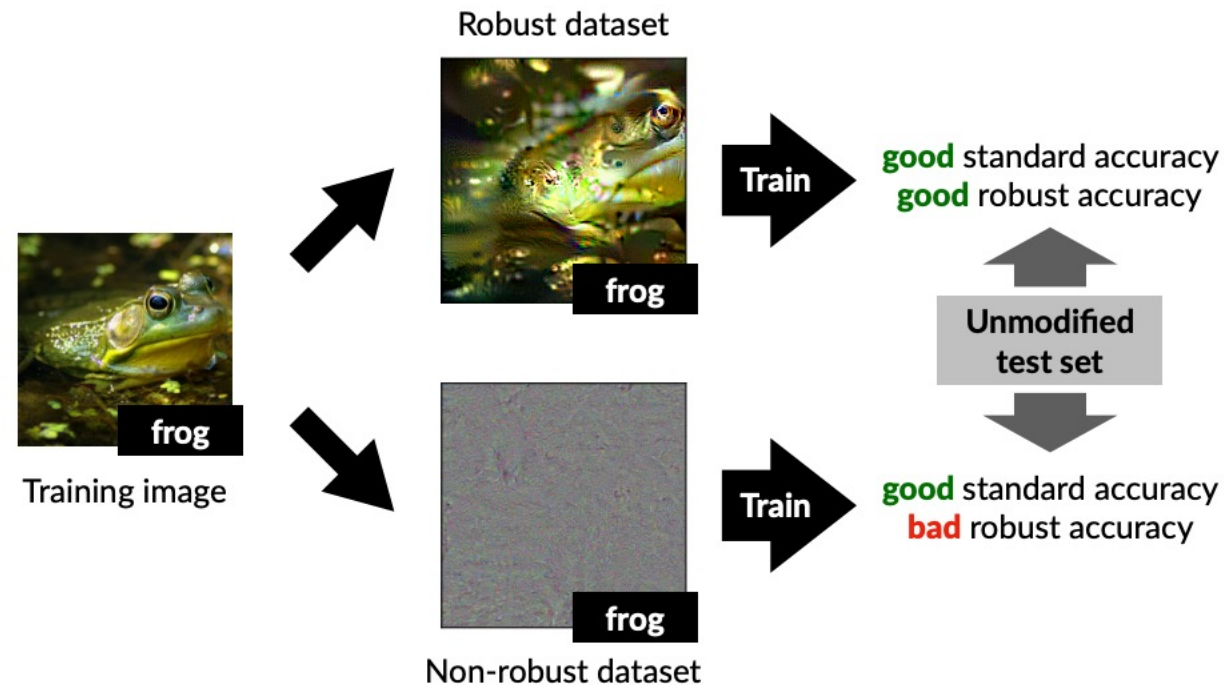 Robust dataset
frog
Train
good standard accuracy
good robust accuracy
frog
Training image
Unmodified
test set
frog
Non-robust dataset
Train
good standard accuracy
bad robust accuracy